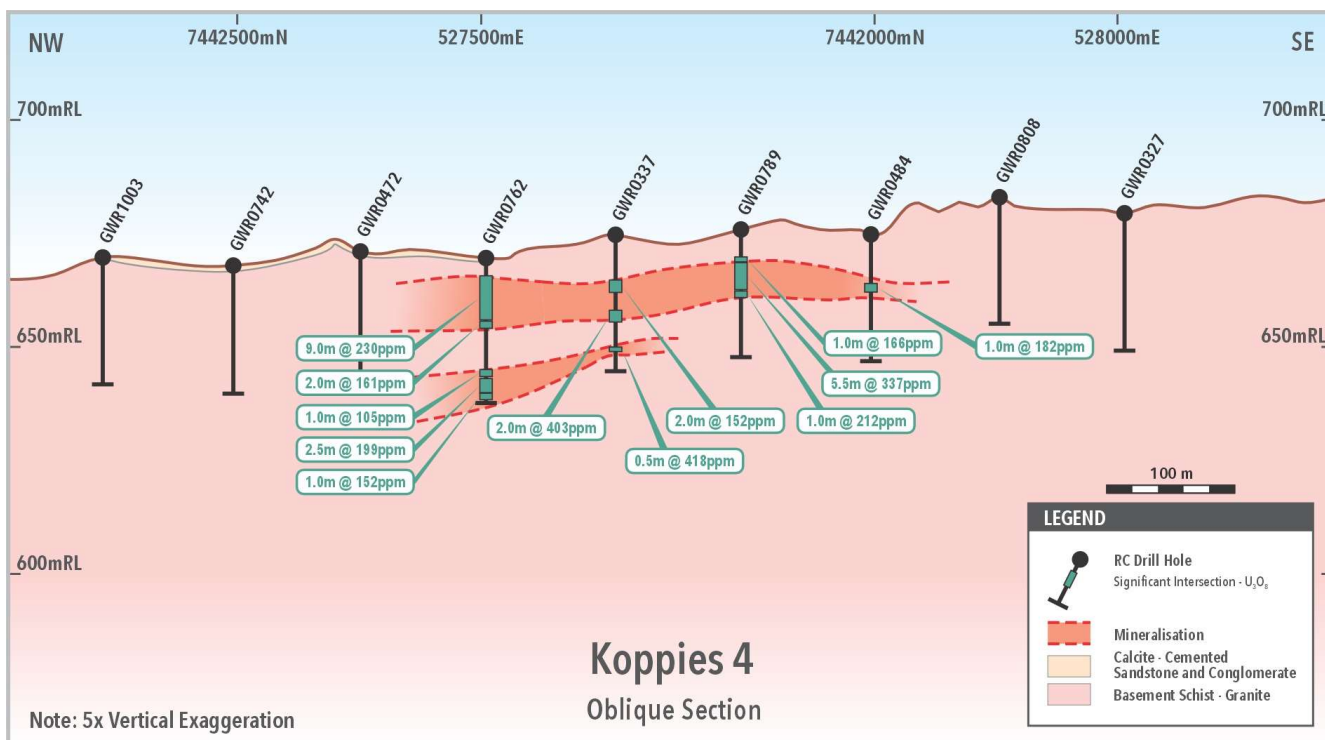 NW
7442500mN
527500mE
7442000mN
528000mE
SE
700mRL
700mRL
GWR1003
GWR0742
GWR0472
GWR0762
GWR0337
GWR0789
GWR0484
GWR0808
GWR0327
650mRL
650mRL
9.0m @ 230ppm
2.0m @ 161ppm
1.0m @ 105ppm
2.5m @ 199ppm
1.0m @ 152ppm
2.0m @ 403ppm
0.5m @ 418ppm
2.0m @ 152ppm
1.0m @ 166ppm
5.5m @ 337ppm
1.0m @ 212ppm
1.0m @ 182ppm
600mRL
100 m
LEGEND
RC Drill Hole
Significant Intersection - U₃O₈
Mineralisation
Calcite - Cemented
Sandstone and Conglomerate
Basement Schist - Granite
Koppies 4
Oblique Section
Note: 5x Vertical Exaggeration